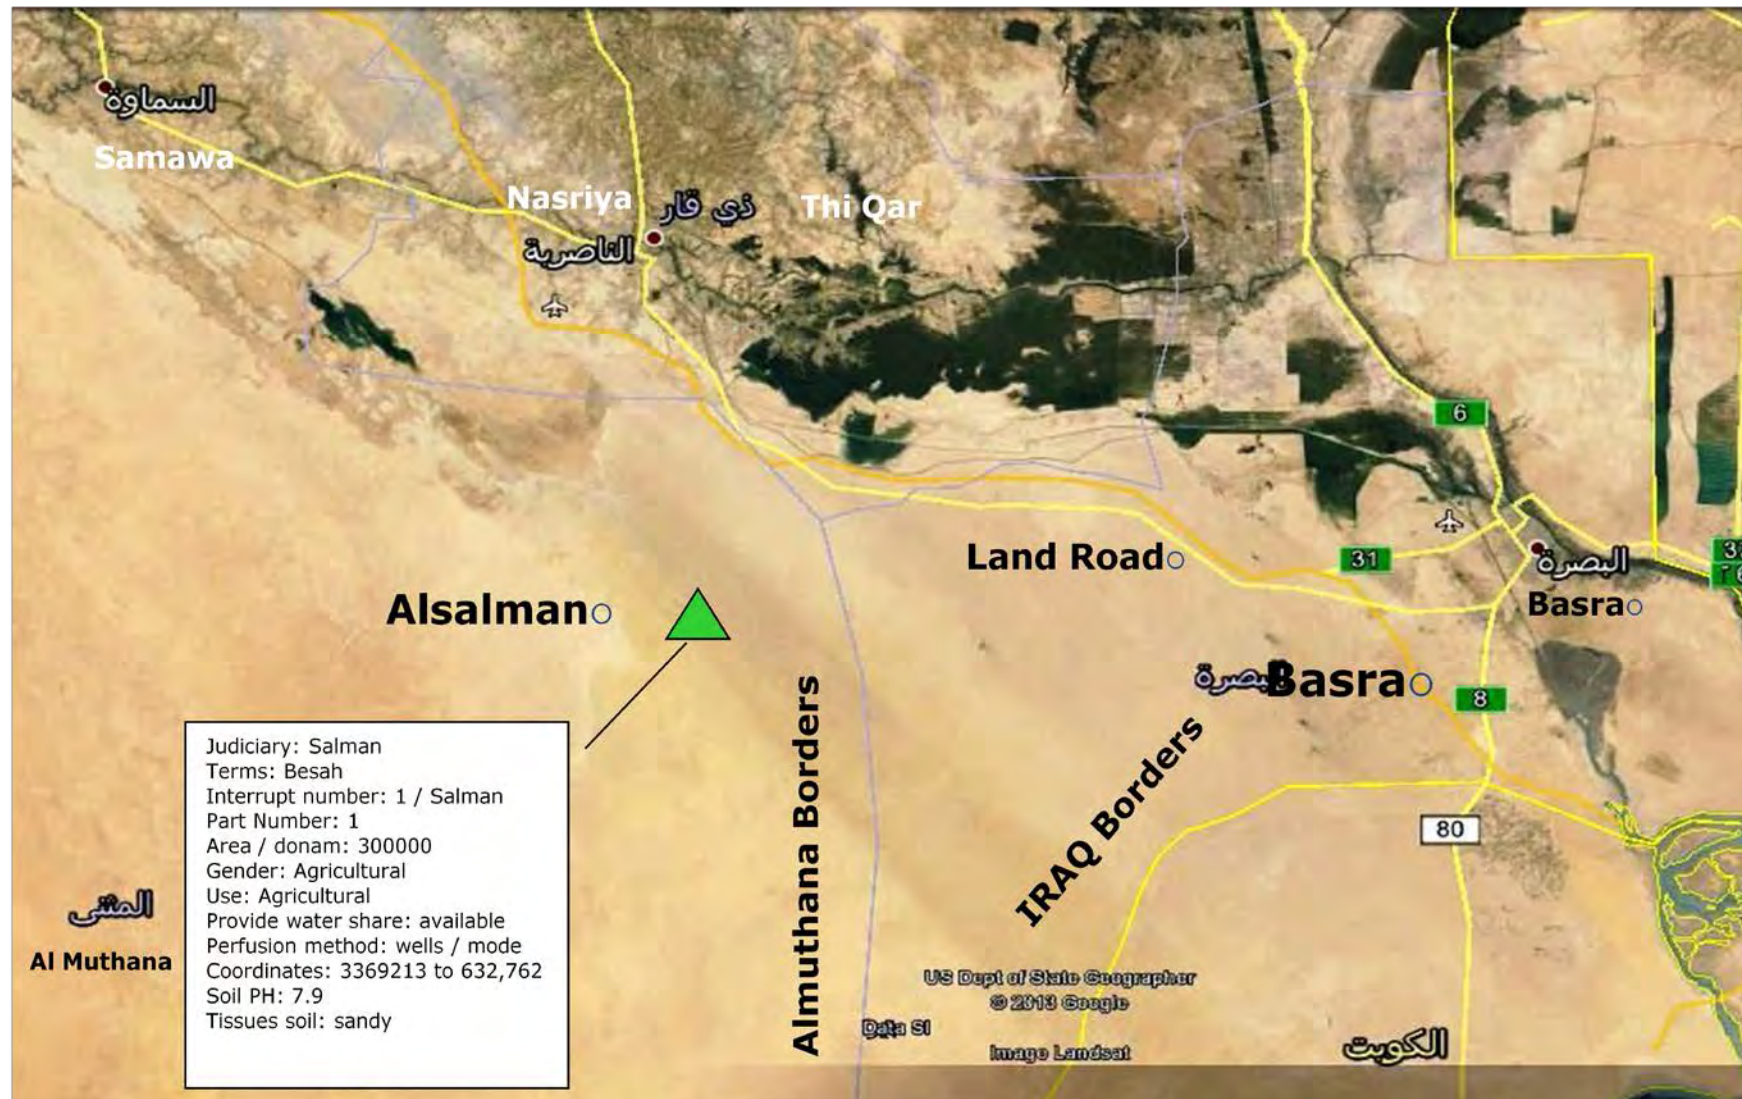 السماوة
Samawa
Nasriya
ذي قار
Thi Qar
الناصرية
6
Land Road
31
البصرة
Basra
Alsalman
البصرة
Basra
8
Judiciary: Salman
Terms: Besah
Interrupt number: 1 / Salman
Part Number: 1
Area / donam: 300000
Gender: Agricultural
Use: Agricultural
Provide water share: available
Perfusion method: wells / mode
Coordinates: 3369213 to 632,762
Soil PH: 7.9
Tissues soil: sandy
Almuthana Borders
IRAQ Borders
80
المثنى
Al Muthana
US Dept of State Geographer
© 2013 Google
Data SI
Image Landsat
الكويت